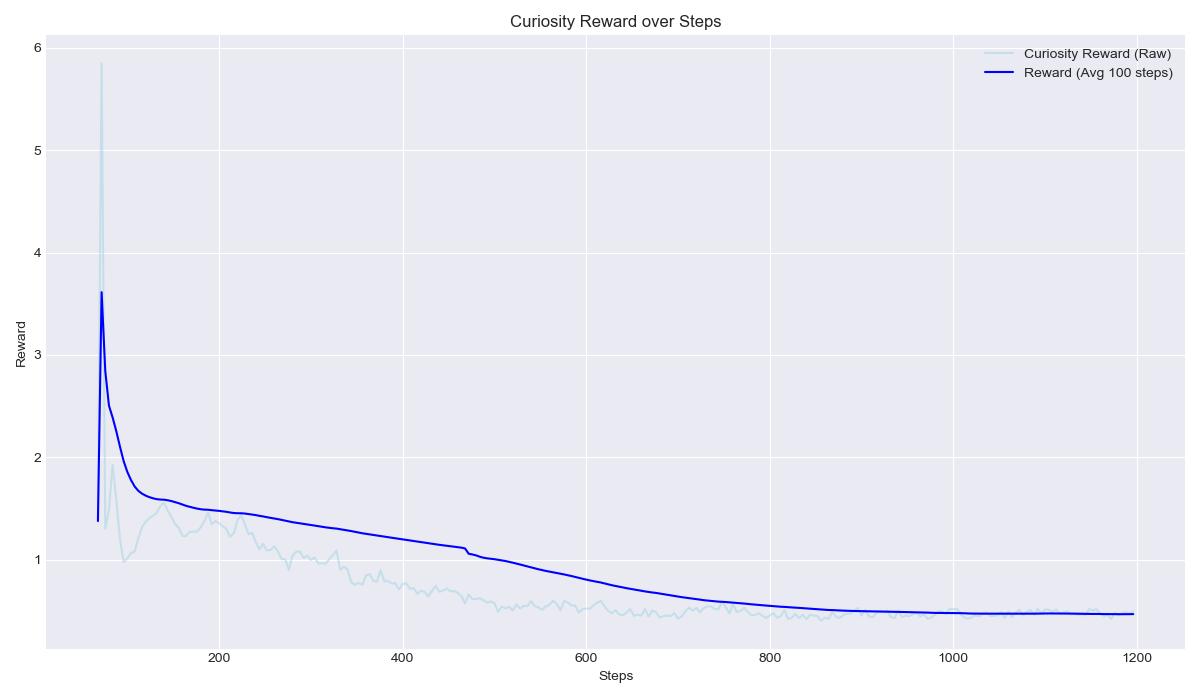 Curiosity Reward over Steps
Curiosity Reward (Raw)
Reward (Avg 100 steps)
6
5
4
3
2
1
Reward
200 400 600 800 1000 1200
Steps